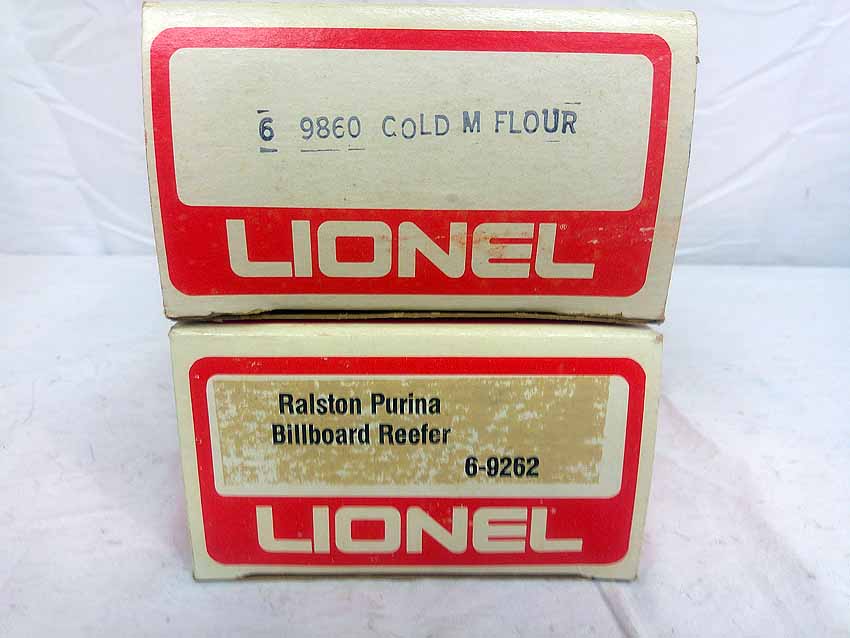 6 9860 COLD M FLOUR
LIONEL®
Ralston Purina
Billboard Reefer
6-9262
LIONEL